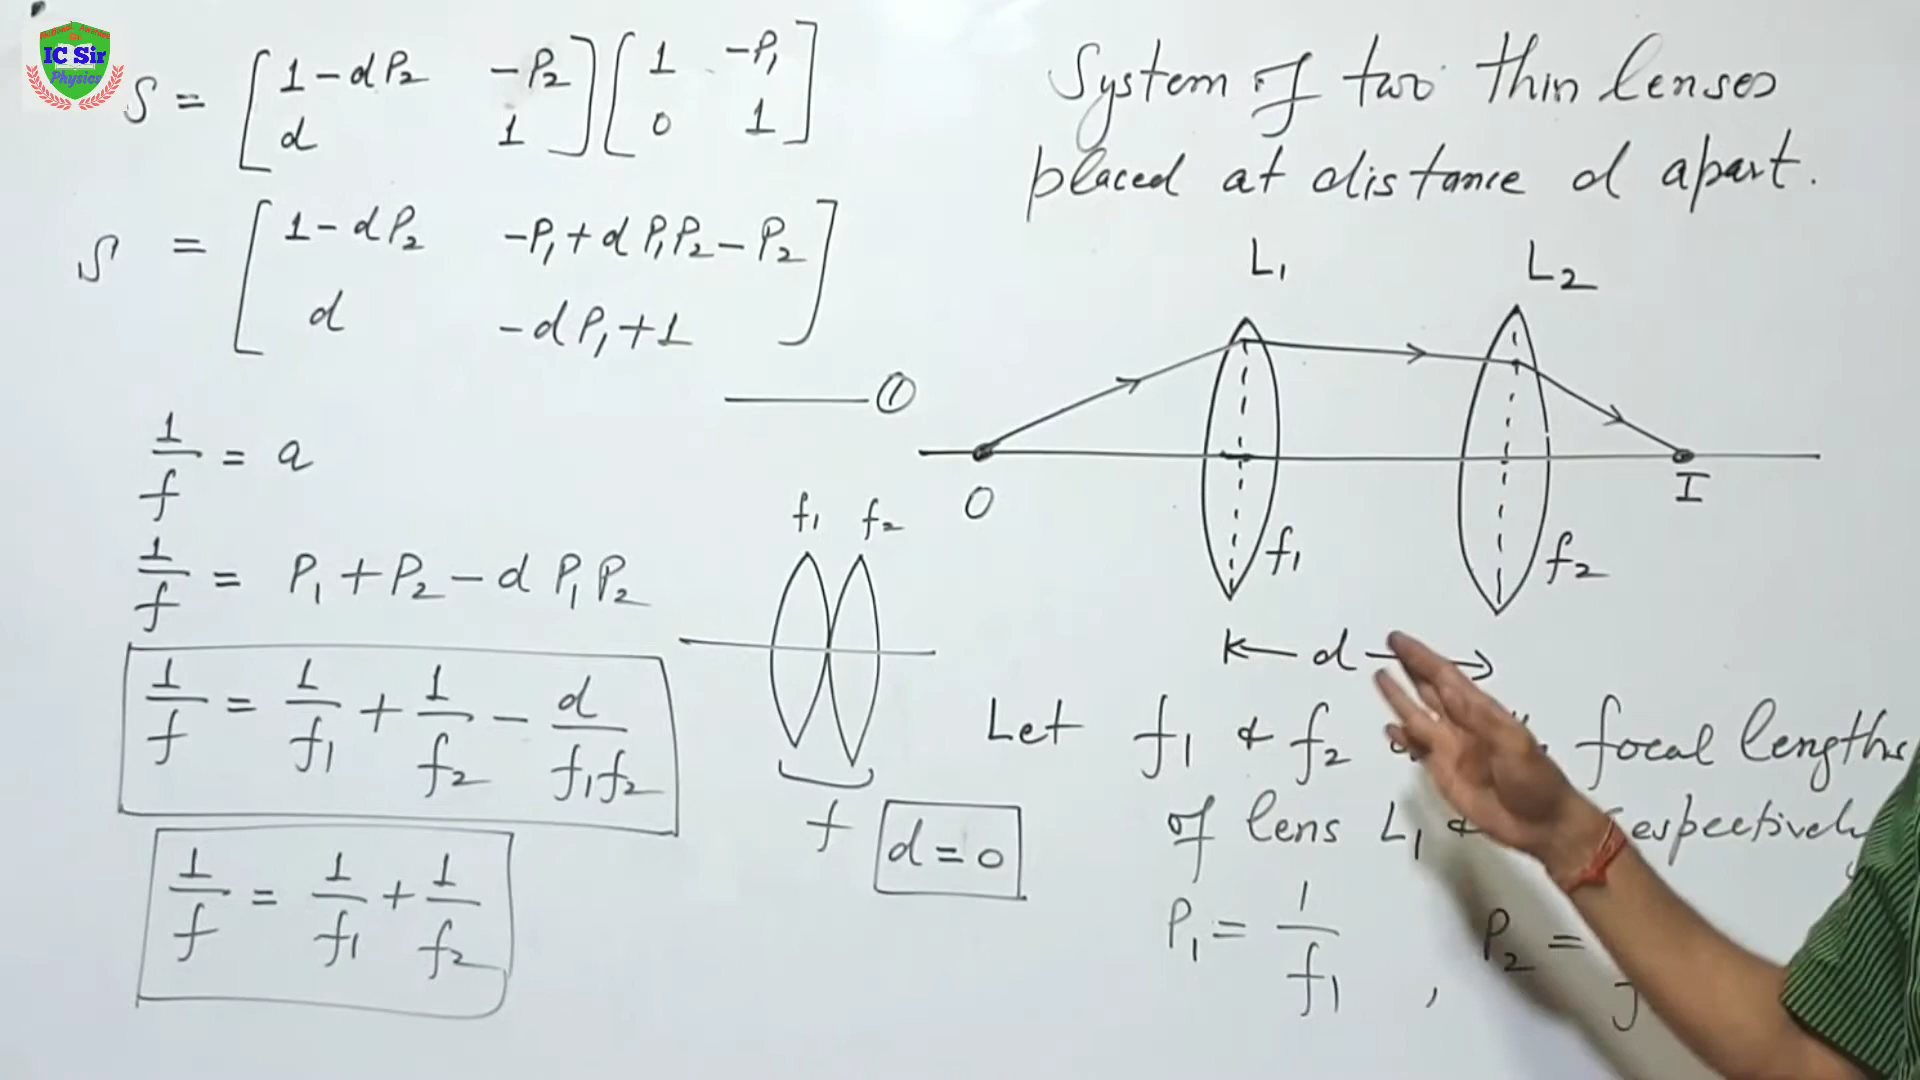 IC Sir
Physics
S = [1-dP₂ -P₂] [1 -P₁]
[d 1] [0 1]
S = [1-dP₂ -P₁+dP₁P₂-P₂]
[d -dP₁+1]
①
1/f = a
1/f = P₁+P₂-dP₁P₂
1/f = 1/f₁ + 1/f₂ - d/f₁f₂
1/f = 1/f₁ + 1/f₂
f₁ f₂
f
d=0
System of two thin lenses
placed at distance d apart.
L₁ L₂
O I
f₁ f₂
d
Let f₁ & f₂ focal lengths
of lens L₁ & espectively
P₁ = 1/f₁ , P₂ =